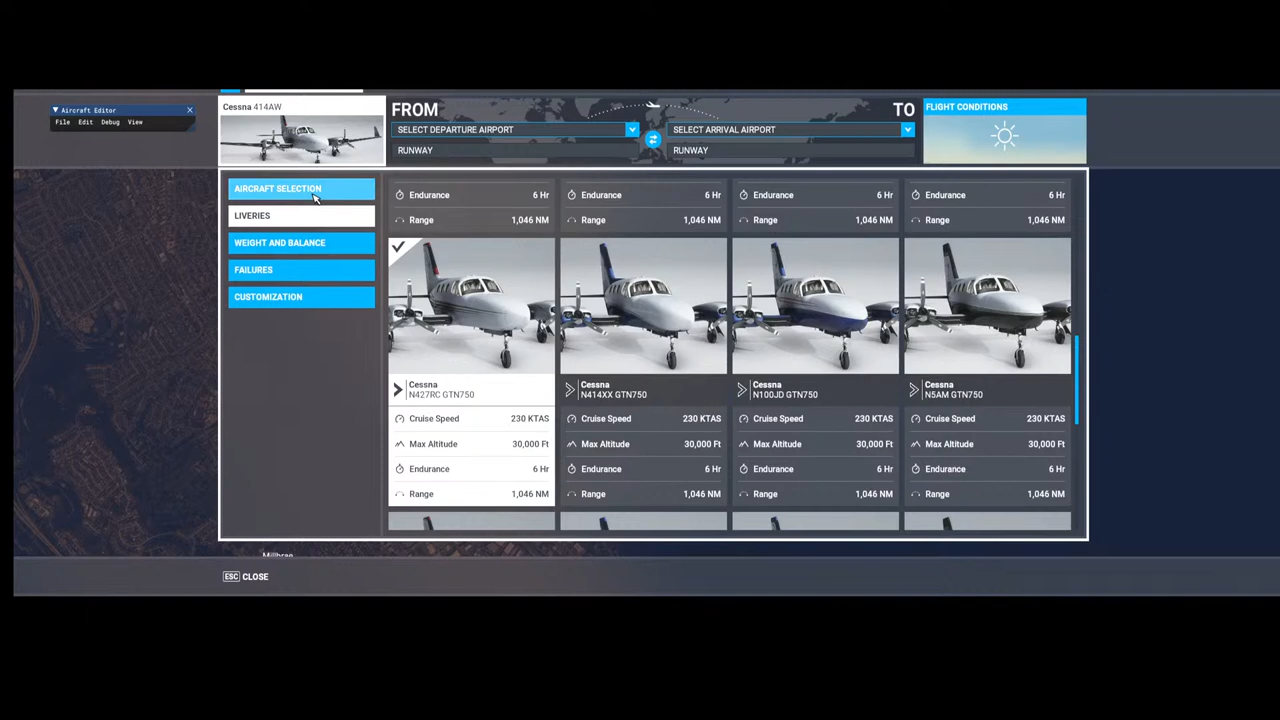 Aircraft Editor
File Edit Debug View
Cessna 414AW
FROM
SELECT DEPARTURE AIRPORT
RUNWAY
TO
SELECT ARRIVAL AIRPORT
RUNWAY
FLIGHT CONDITIONS
AIRCRAFT SELECTION
LIVERIES
WEIGHT AND BALANCE
FAILURES
CUSTOMIZATION
Endurance 6 Hr
Range 1,046 NM
Endurance 6 Hr
Range 1,046 NM
Endurance 6 Hr
Range 1,046 NM
Endurance 6 Hr
Range 1,046 NM
Cessna
N427RC GTN750
Cruise Speed 230 KTAS
Max Altitude 30,000 Ft
Endurance 6 Hr
Range 1,046 NM
Cessna
N414XX GTN750
Cruise Speed 230 KTAS
Max Altitude 30,000 Ft
Endurance 6 Hr
Range 1,046 NM
Cessna
N100JD GTN750
Cruise Speed 230 KTAS
Max Altitude 30,000 Ft
Endurance 6 Hr
Range 1,046 NM
Cessna
N5AM GTN750
Cruise Speed 230 KTAS
Max Altitude 30,000 Ft
Endurance 6 Hr
Range 1,046 NM
Millbrae
ESC CLOSE